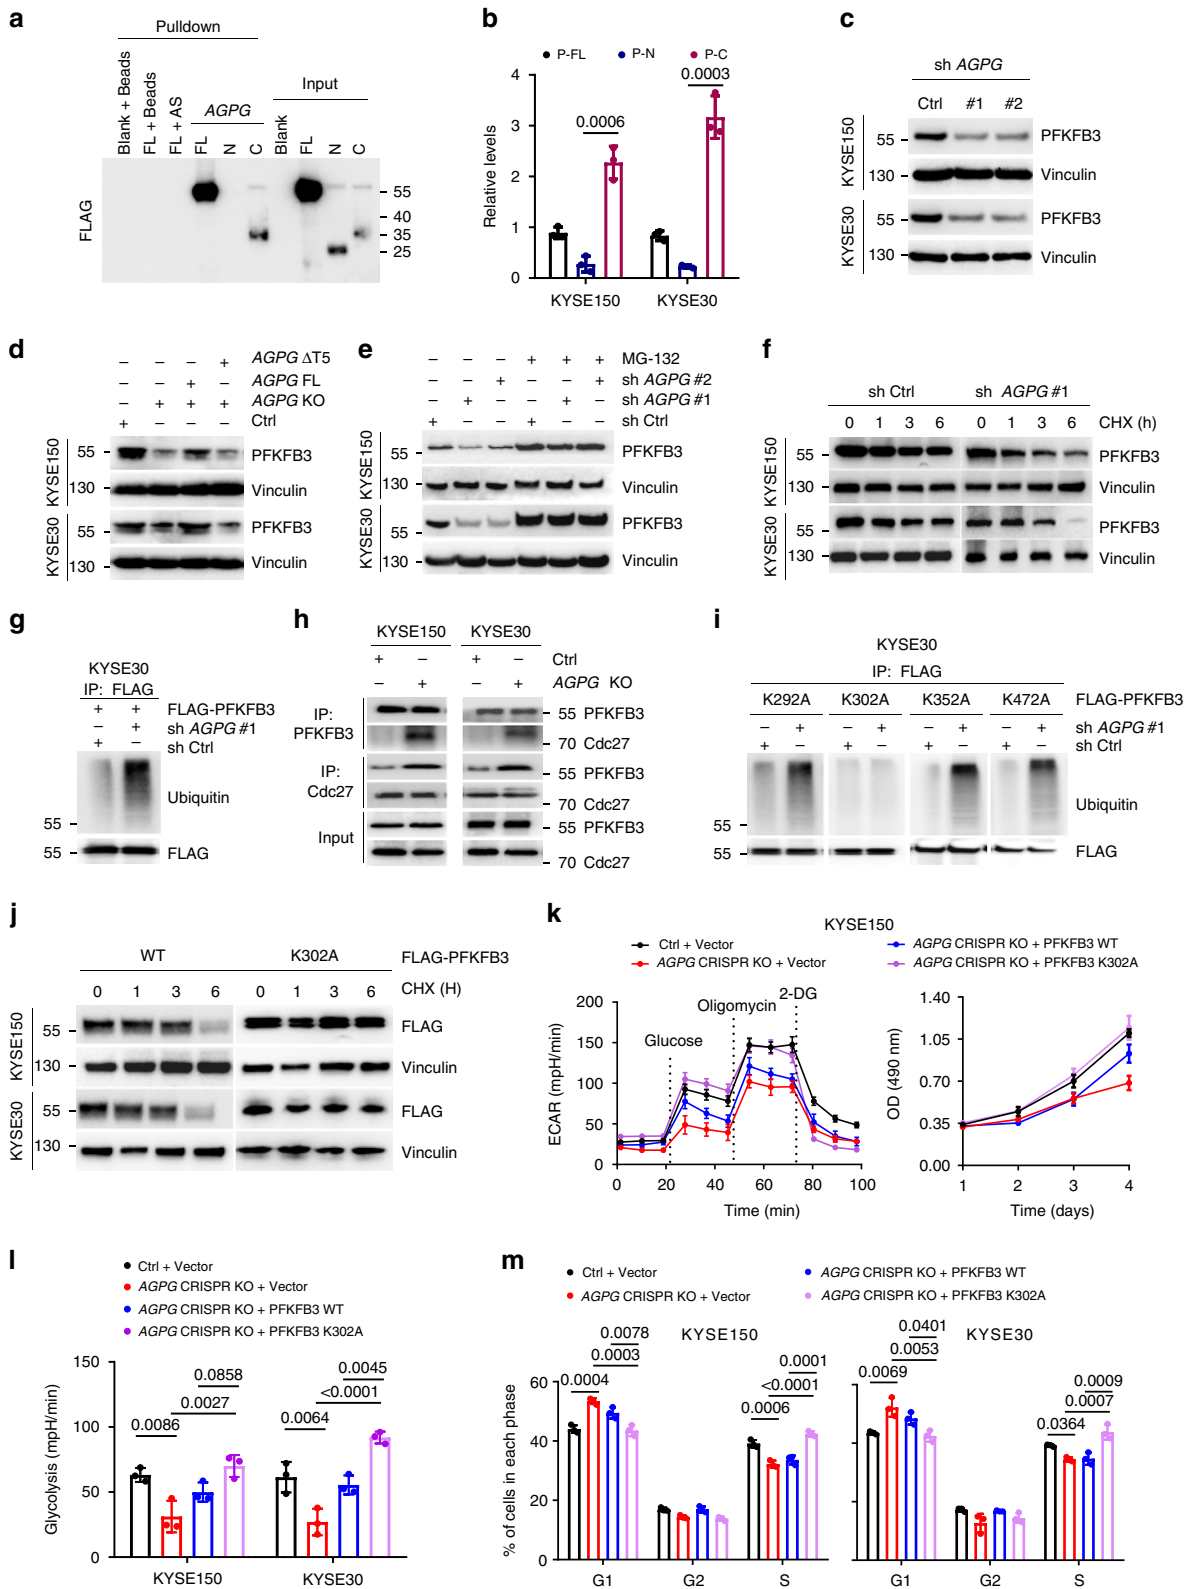 a
Pulldown
Blank + Beads
FL + Beads
FL + AS
AGPG
FL
N
C
Input
Blank
FL
N
C
FLAG
55
40
35
25
b
P-FL P-N P-C
Relative levels
4
3
2
1
0
0.0006
0.0003
KYSE150 KYSE30
c
sh AGPG
Ctrl #1 #2
KYSE150
55 PFKFB3
130 Vinculin
KYSE30
55 PFKFB3
130 Vinculin
d
– – – + AGPG ΔT5
– – + – AGPG FL
– + + + AGPG KO
+ – – – Ctrl
KYSE150
55 PFKFB3
130 Vinculin
KYSE30
55 PFKFB3
130 Vinculin
e
– – – + + + MG-132
– – + – – + sh AGPG #2
– + – – + – sh AGPG #1
+ – – + – – sh Ctrl
KYSE150
55 PFKFB3
130 Vinculin
KYSE30
55 PFKFB3
130 Vinculin
f
sh Ctrl sh AGPG #1
0 1 3 6 0 1 3 6 CHX (h)
KYSE150
55 PFKFB3
130 Vinculin
KYSE30
55 PFKFB3
130 Vinculin
g
KYSE30
IP: FLAG
+ + FLAG-PFKFB3
– + sh AGPG #1
+ – sh Ctrl
Ubiquitin
55
55 FLAG
h
KYSE150 KYSE30
+ – + – Ctrl
– + – + AGPG KO
IP: PFKFB3
55 PFKFB3
70 Cdc27
IP: Cdc27
55 PFKFB3
70 Cdc27
Input
55 PFKFB3
70 Cdc27
i
KYSE30
IP: FLAG
K292A K302A K352A K472A FLAG-PFKFB3
– + – + – + – + sh AGPG #1
+ – + – + – + – sh Ctrl
Ubiquitin
55
55 FLAG
j
WT K302A FLAG-PFKFB3
0 1 3 6 0 1 3 6 CHX (H)
KYSE150
55 FLAG
130 Vinculin
KYSE30
55 FLAG
130 Vinculin
k
KYSE150
Ctrl + Vector
AGPG CRISPR KO + Vector
AGPG CRISPR KO + PFKFB3 WT
AGPG CRISPR KO + PFKFB3 K302A
ECAR (mpH/min)
200
150
100
50
0
Glucose
Oligomycin
2-DG
0 20 40 60 80 100
Time (min)
OD (490 nm)
1.40
1.05
0.70
0.35
0.00
1 2 3 4
Time (days)
l
Ctrl + Vector
AGPG CRISPR KO + Vector
AGPG CRISPR KO + PFKFB3 WT
AGPG CRISPR KO + PFKFB3 K302A
Glycolysis (mpH/min)
150
100
50
0
0.0858
0.0027
0.0086
0.0045
<0.0001
0.0064
KYSE150 KYSE30
m
Ctrl + Vector
AGPG CRISPR KO + Vector
AGPG CRISPR KO + PFKFB3 WT
AGPG CRISPR KO + PFKFB3 K302A
KYSE150
% of cells in each phase
60
40
20
0
0.0078
0.0003
0.0004
0.0001
<0.0001
0.0006
G1 G2 S
KYSE30
0.0401
0.0053
0.0069
0.0009
0.0007
0.0364
G1 G2 S